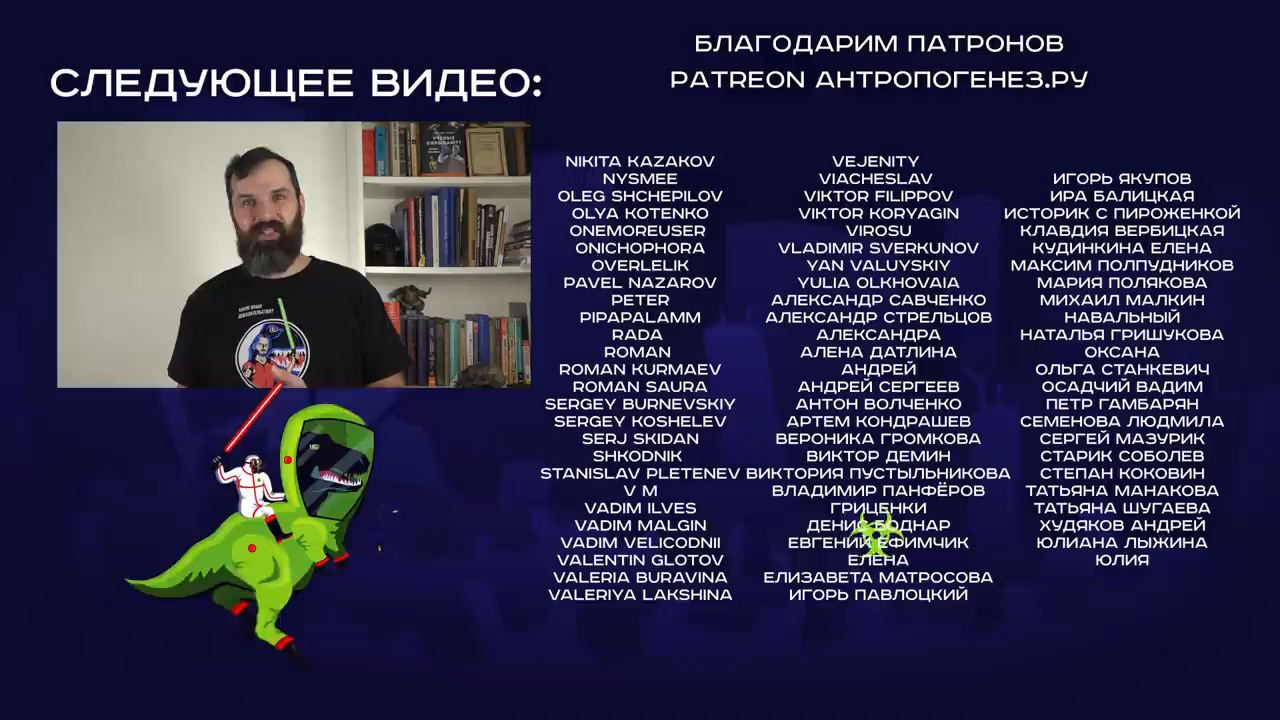 СЛЕДУЮЩЕЕ ВИДЕО:
БЛАГОДАРИМ ПАТРОНОВ
PATREON АНТРОПОГЕНЕЗ.РУ
NIKITA KAZAKOV
NYSMEE
OLEG SHCHEPILOV
OLYA KOTENKO
ONEMOREUSER
ONICHOPHORA
OVERLELIK
PAVEL NAZAROV
PETER
PIPAPALAMM
RADA
ROMAN
ROMAN KURMAEV
ROMAN SAURA
SERGEY BURNEVSKIY
SERGEY KOSHELEV
SERJ SKIDAN
SHKODNIK
STANISLAV PLETENEV
V M
VADIM ILVES
VADIM MALGIN
VADIM VELICODNII
VALENTIN GLOTOV
VALERIA BURAVINA
VALERIYA LAKSHINA
VEJENITY
VIACHESLAV
VIKTOR FILIPPOV
VIKTOR KORYAGIN
VIROSU
VLADIMIR SVERKUNOV
YAN VALUYSKIY
YULIA OLKHOVAIA
АЛЕКСАНДР САВЧЕНКО
АЛЕКСАНДР СТРЕЛЬЦОВ
АЛЕКСАНДРА
АЛЕНА ДАТЛИНА
АНДРЕЙ
АНДРЕЙ СЕРГЕЕВ
АНТОН ВОЛЧЕНКО
АРТЕМ КОНДРАШЕВ
ВЕРОНИКА ГРОМКОВА
ВИКТОР ДЕМИН
ВИКТОРИЯ ПУСТЫЛЬНИКОВА
ВЛАДИМИР ПАНФЁРОВ
ГРИЦЕНКИ
ДЕНИС БОДНАР
ЕВГЕНИЙ ЕФИМЧИК
ЕЛЕНА
ЕЛИЗАВЕТА МАТРОСОВА
ИГОРЬ ПАВЛОЦКИЙ
ИГОРЬ ЯКУПОВ
ИРА БАЛИЦКАЯ
ИСТОРИК С ПИРОЖЕНКОЙ
КЛАВДИЯ ВЕРБИЦКАЯ
КУДИНКИНА ЕЛЕНА
МАКСИМ ПОЛПУДНИКОВ
МАРИЯ ПОЛЯКОВА
МИХАИЛ МАЛКИН
НАВАЛЬНЫЙ
НАТАЛЬЯ ГРИШУКОВА
ОКСАНА
ОЛЬГА СТАНКЕВИЧ
ОСАДЧИЙ ВАДИМ
ПЕТР ГАМБАРЯН
СЕМЕНОВА ЛЮДМИЛА
СЕРГЕЙ МАЗУРИК
СТАРИК СОБОЛЕВ
СТЕПАН КОКОВИН
ТАТЬЯНА МАНАКОВА
ТАТЬЯНА ШУГАЕВА
ХУДЯКОВ АНДРЕЙ
ЮЛИАНА ЛЫЖИНА
ЮЛИЯ